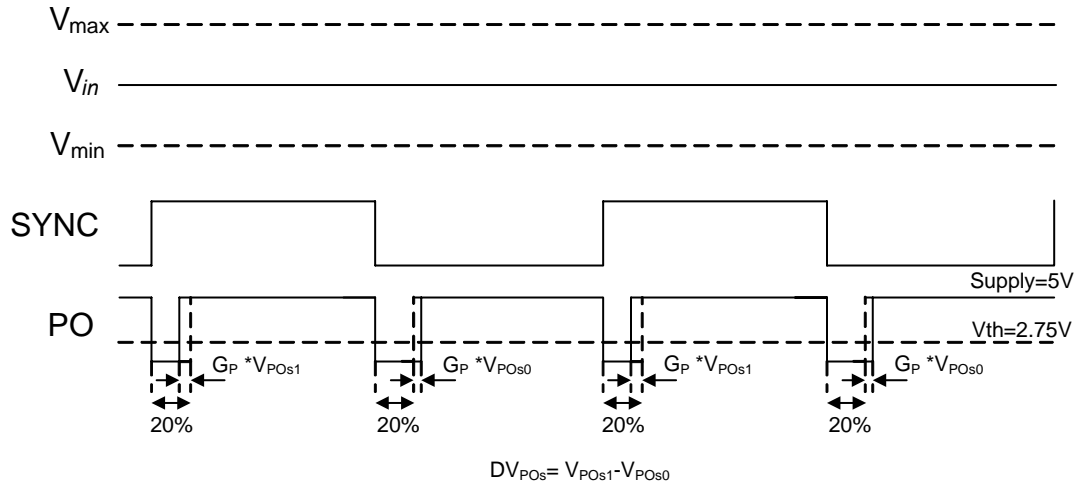 Vmax
Vin
Vmin
SYNC
Supply=5V
PO
Vth=2.75V
GP *VPOs1
GP *VPOs0
GP *VPOs1
GP *VPOs0
20%
20%
20%
20%
DVPOs= VPOs1-VPOs0